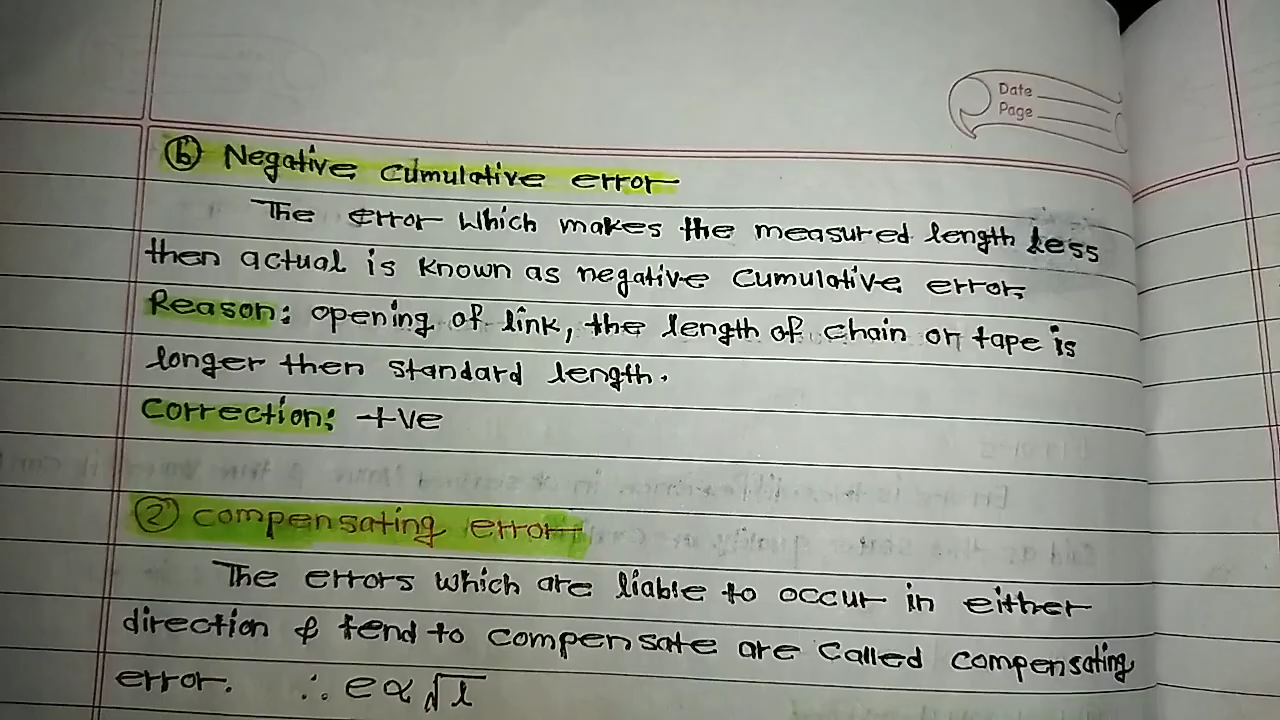 Date
Page
ⓑ Negative cumulative error
The error which makes the measured length less
then actual is known as negative cumulative error,
Reason: opening of link, the length of chain or tape is
longer then standard length.
Correction: +ve
② compensating error
The errors which are liable to occur in either
direction & tend to compensate are called compensating
error. ∴ e ∝ √l